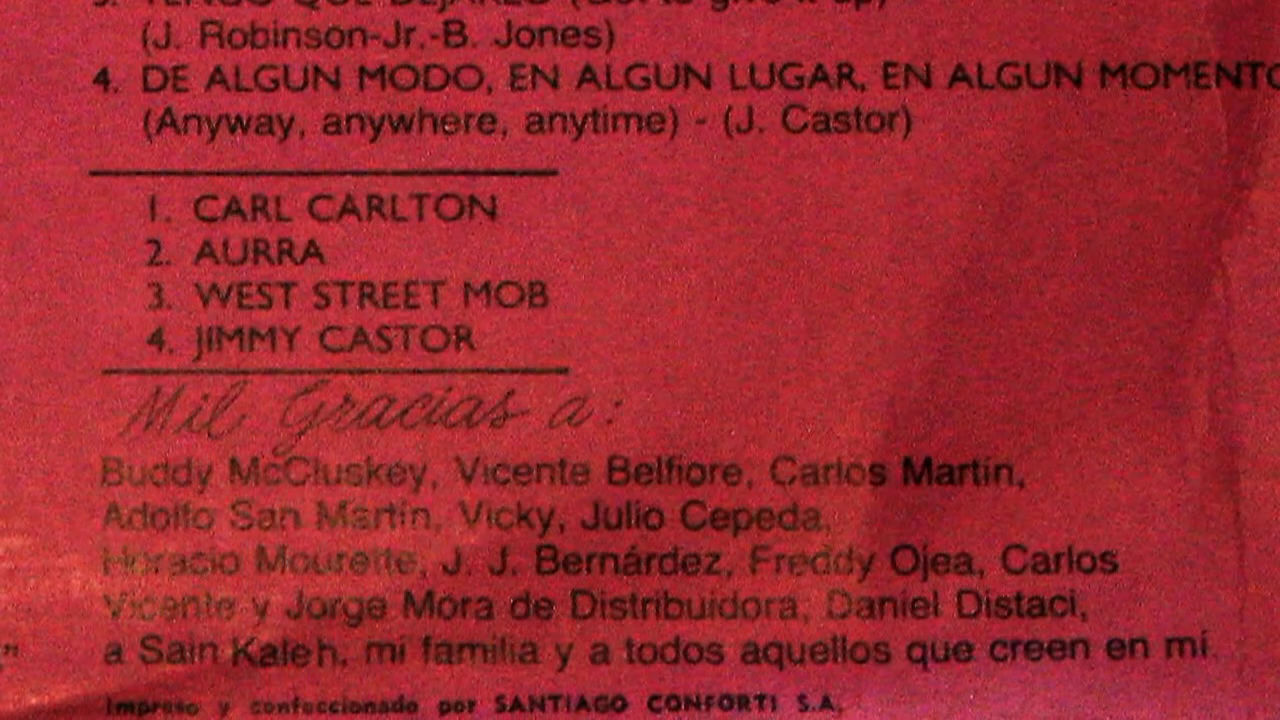 (J. Robinson-Jr.-B. Jones)
4. DE ALGUN MODO, EN ALGUN LUGAR, EN ALGUN MOMENTO
(Anyway, anywhere, anytime) - (J. Castor)
1. CARL CARLTON
2. AURRA
3. WEST STREET MOB
4. JIMMY CASTOR
Mil Gracias a:
Buddy McCluskey, Vicente Belfiore, Carlos Martín,
Adolfo San Martín, Vicky, Julio Cepeda,
Horacio Mourette, J. J. Bernárdez, Freddy Ojea, Carlos
Vicente y Jorge Mora de Distribuidora, Daniel Distaci,
a Sain Kaleh, mi familia y a todos aquellos que creen en mí.
Impreso y confeccionado por SANTIAGO CONFORTI S.A.